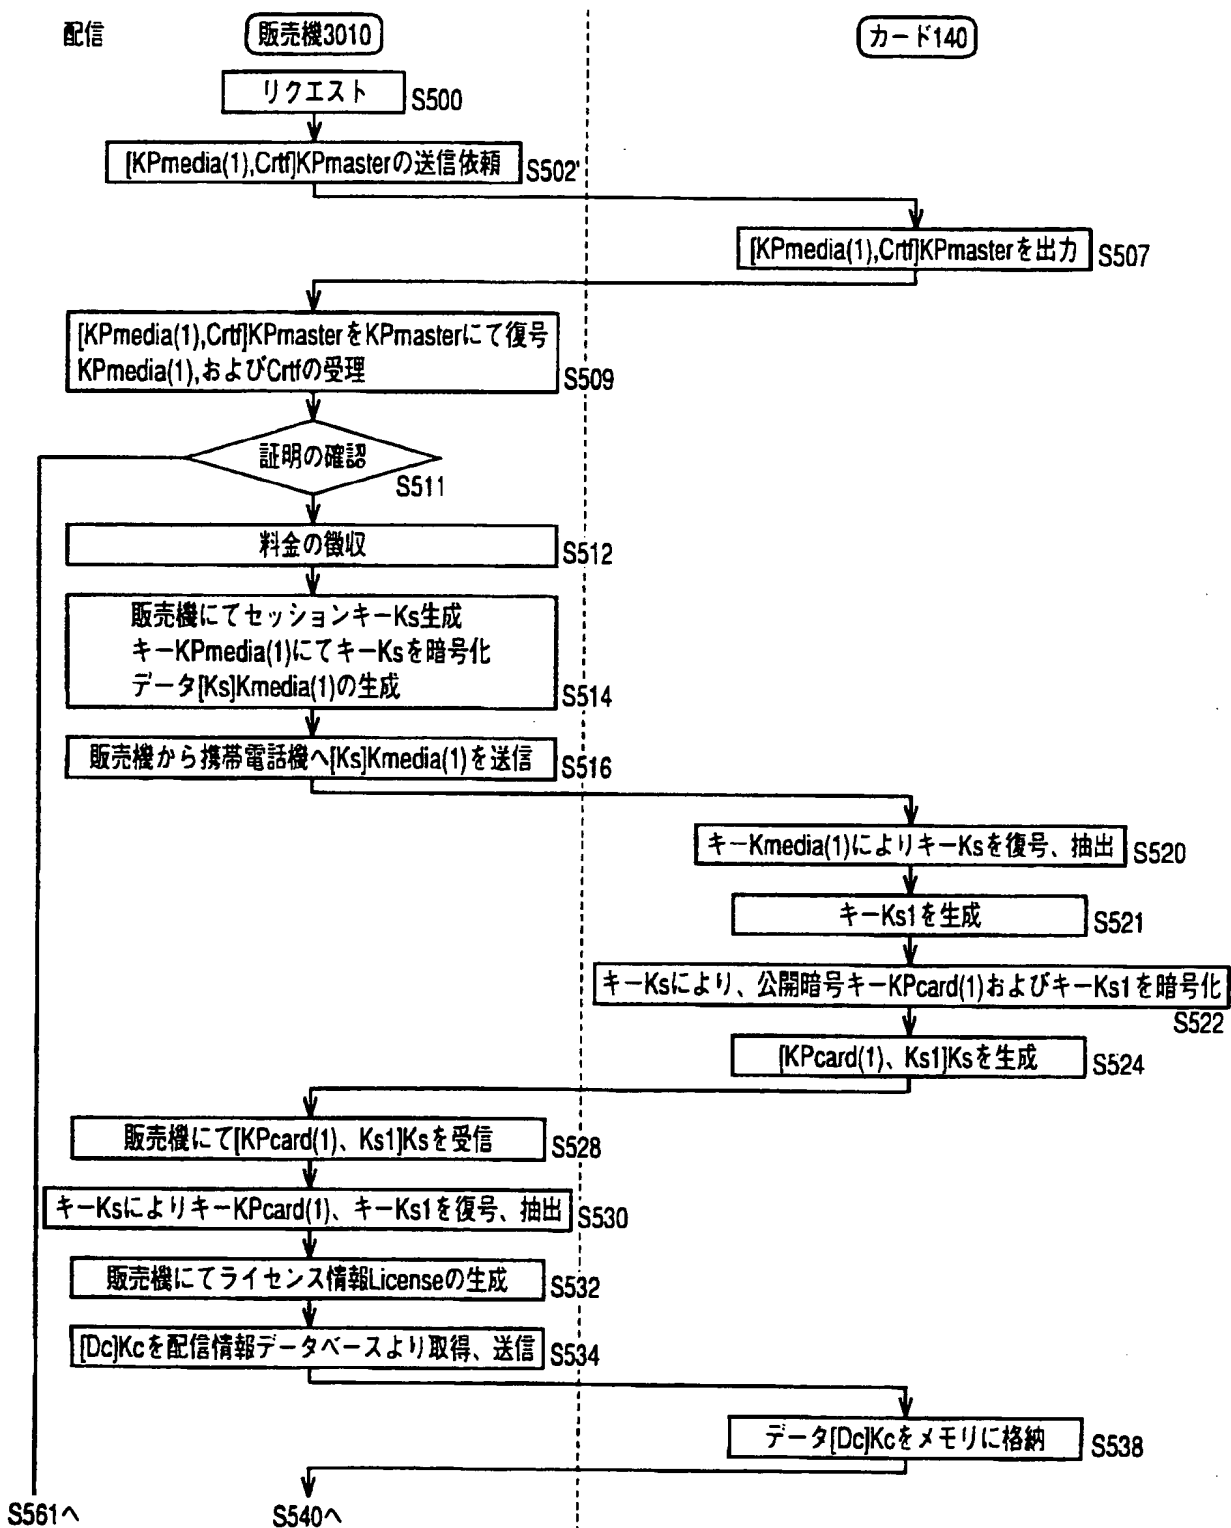 配信
販売機3010
カード140
リクエスト
S500
[KPmedia(1),Crtf]KPmasterの送信依頼
S502'
[KPmedia(1),Crtf]KPmasterを出力
S507
[KPmedia(1),Crtf]KPmasterをKPmasterにて復号
KPmedia(1),およびCrtfの受理
S509
証明の確認
S511
料金の徴収
S512
販売機にてセッションキーKs生成
キーKPmedia(1)にてキーKsを暗号化
データ[Ks]Kmedia(1)の生成
S514
販売機から携帯電話機へ[Ks]Kmedia(1)を送信
S516
キーKmedia(1)によりキーKsを復号、抽出
S520
キーKs1を生成
S521
キーKsにより、公開暗号キーKPcard(1)およびキーKs1を暗号化
S522
[KPcard(1)、Ks1]Ksを生成
S524
販売機にて[KPcard(1)、Ks1]Ksを受信
S528
キーKsによりキーKPcard(1)、キーKs1を復号、抽出
S530
販売機にてライセンス情報Licenseの生成
S532
[Dc]Kcを配信情報データベースより取得、送信
S534
データ[Dc]Kcをメモリに格納
S538
S561へ
S540へ